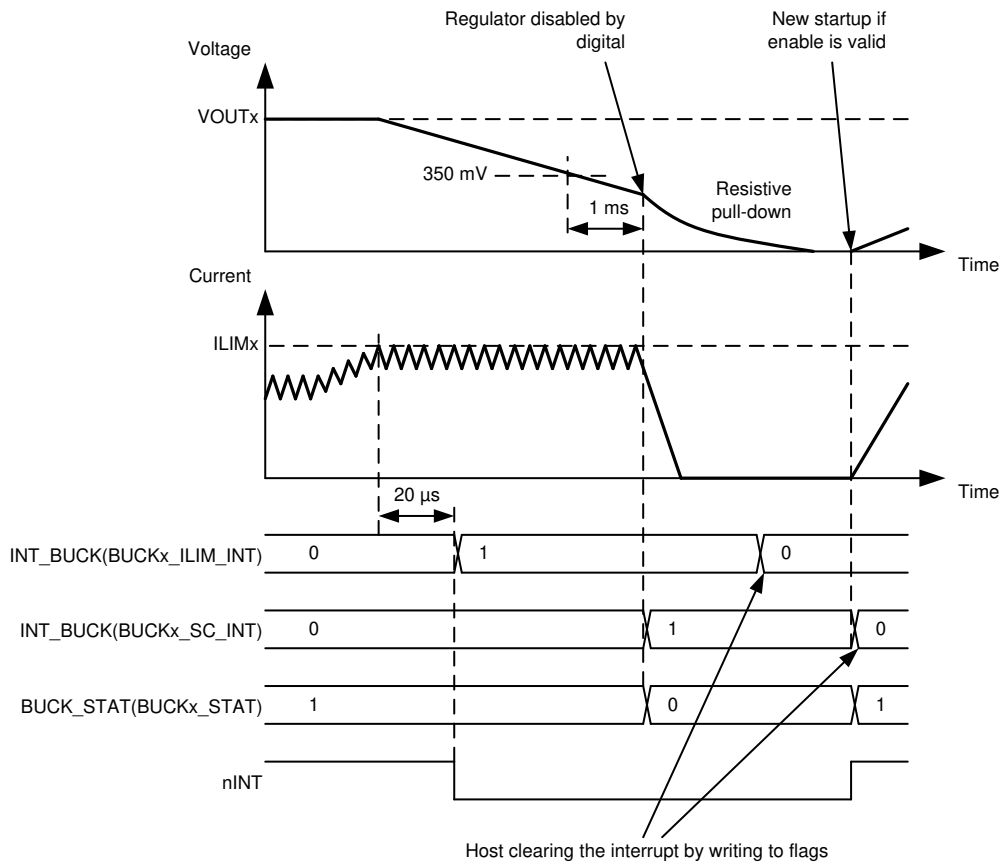 Regulator disabled by
digital
New startup if
enable is valid
Voltage
VOUTx
350 mV
1 ms
Resistive
pull-down
Time
Current
ILIMx
Time
20 µs
INT_BUCK(BUCKx_ILIM_INT)
0
1
0
INT_BUCK(BUCKx_SC_INT)
0
1
0
BUCK_STAT(BUCKx_STAT)
1
0
1
nINT
Host clearing the interrupt by writing to flags